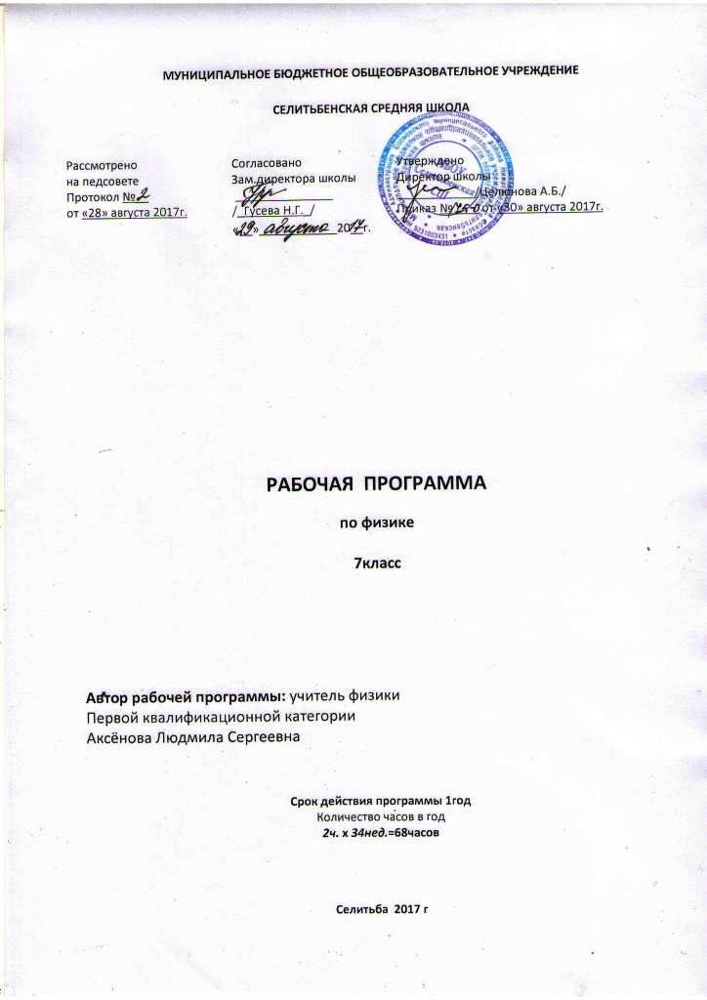 МУНИЦИПАЛЬНОЕ БЮДЖЕТНОЕ ОБЩЕОБРАЗОВАТЕЛЬНОЕ УЧРЕЖДЕНИЕ
СЕЛИТЬБЕНСКАЯ СРЕДНЯЯ ШКОЛА
Рассмотрено
на педсовете
Протокол №2
от «28» августа 2017г.
Согласовано
Зам.директора школы
/ Гусева Н.Г. /
«29» августа 2017г.
Утверждено
Директор школы
/Целюнова А.Б./
Приказ № от «30» августа 2017г.
РАБОЧАЯ ПРОГРАММА
по физике
7класс
Автор рабочей программы: учитель физики
Первой квалификационной категории
Аксёнова Людмила Сергеевна
Срок действия программы 1год
Количество часов в год
2ч. х 34нед.=68часов
Селитьба 2017 г